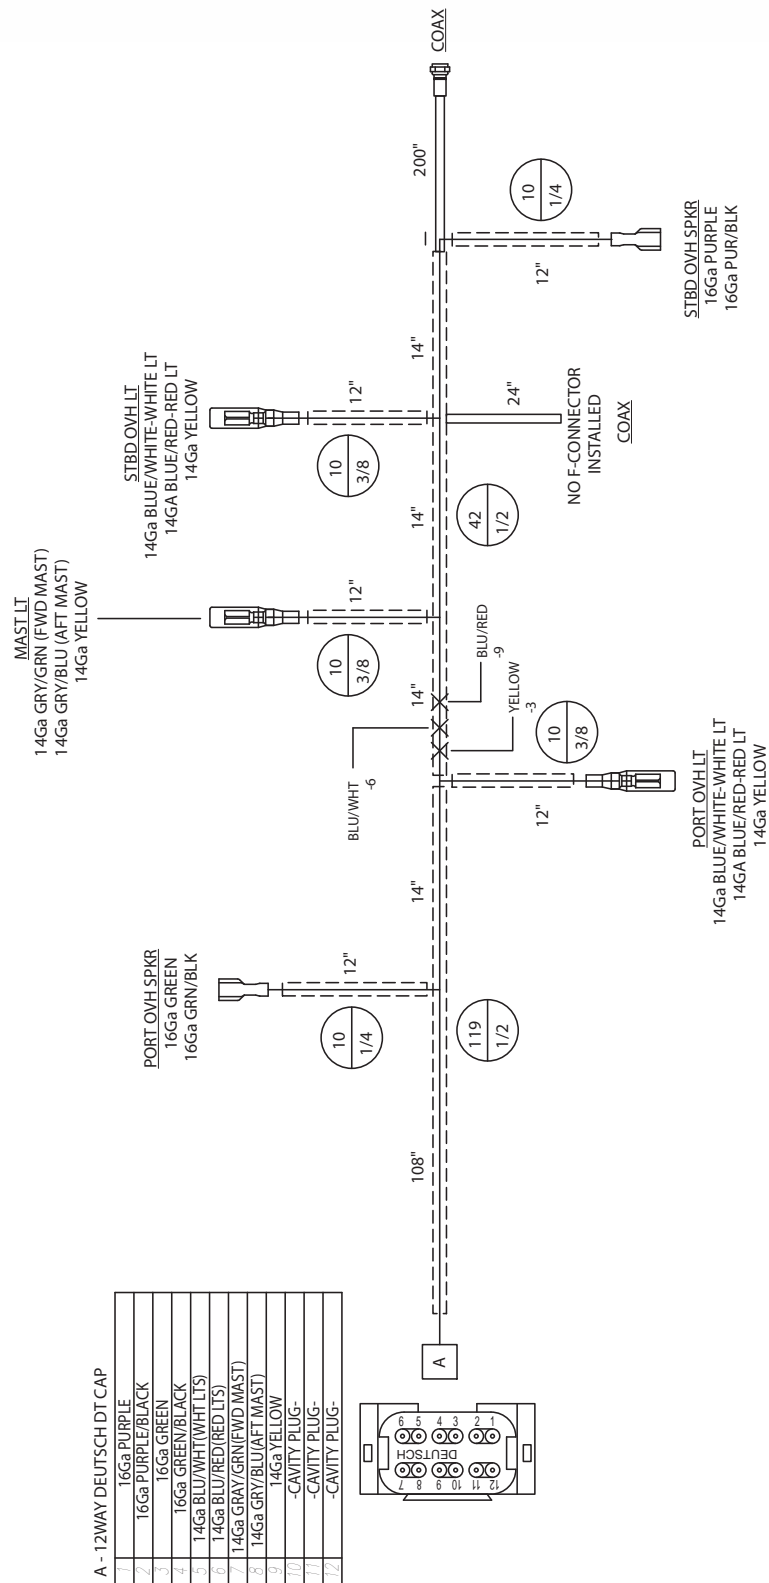 COAX
200"
10
1/4
12"
STBD OVH SPKR
16Ga PURPLE
16Ga PUR/BLK
14"
STBD OVH LT
14Ga BLUE/WHITE-WHITE LT
14GA BLUE/RED-RED LT
14Ga YELLOW
12"
10
3/8
24"
NO F-CONNECTOR
INSTALLED
COAX
14"
42
1/2
MAST LT
14Ga GRY/GRN (FWD MAST)
14Ga GRY/BLU (AFT MAST)
14Ga YELLOW
12"
10
3/8
14"
BLU/RED
-9
YELLOW
-3
BLU/WHT
-6
10
3/8
12"
PORT OVH LT
14Ga BLUE/WHITE-WHITE LT
14GA BLUE/RED-RED LT
14Ga YELLOW
14"
PORT OVH SPKR
16Ga GREEN
16Ga GRN/BLK
12"
10
1/4
119
1/2
108"
A
A - 12WAY DEUTSCH DT CAP
1 16Ga PURPLE
2 16Ga PURPLE/BLACK
3 16Ga GREEN
4 16Ga GREEN/BLACK
5 14Ga BLU/WHT(WHT LTS)
6 14Ga BLU/RED(RED LTS)
7 14Ga GRAY/GRN(FWD MAST)
8 14Ga GRY/BLU(AFT MAST)
9 14Ga YELLOW
10 -CAVITY PLUG-
11 -CAVITY PLUG-
12 -CAVITY PLUG-
6 5 4 3 2 1
DEUTSCH
7 8 9 10 11 12